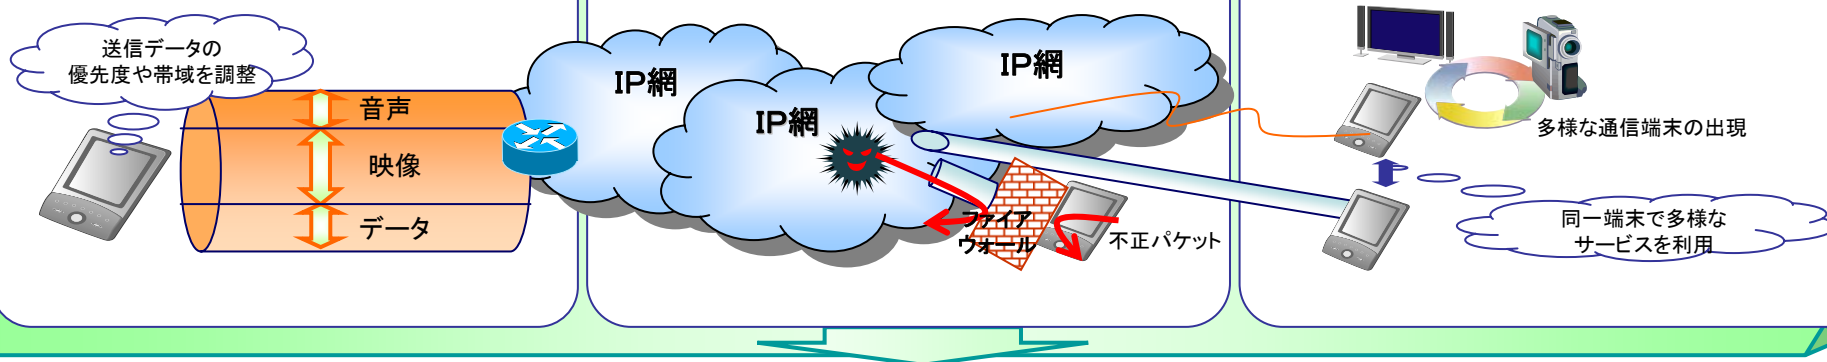 送信データの
優先度や帯域を調整
音声
映像
データ
IP網
IP網
IP網
ファイア
ウォール
不正パケット
多様な通信端末の出現
同一端末で多様な
サービスを利用